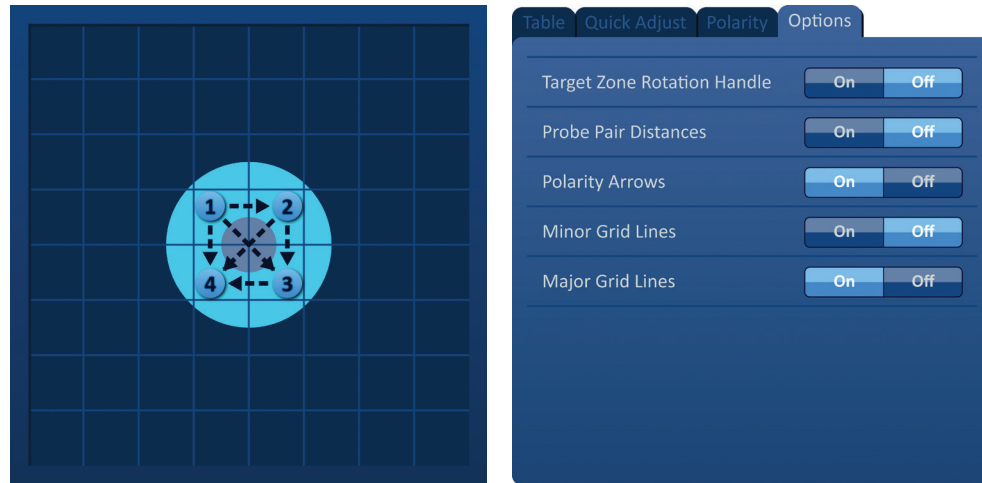 1 2
4 3
Table Quick Adjust Polarity Options
Target Zone Rotation Handle On Off
Probe Pair Distances On Off
Polarity Arrows On Off
Minor Grid Lines On Off
Major Grid Lines On Off